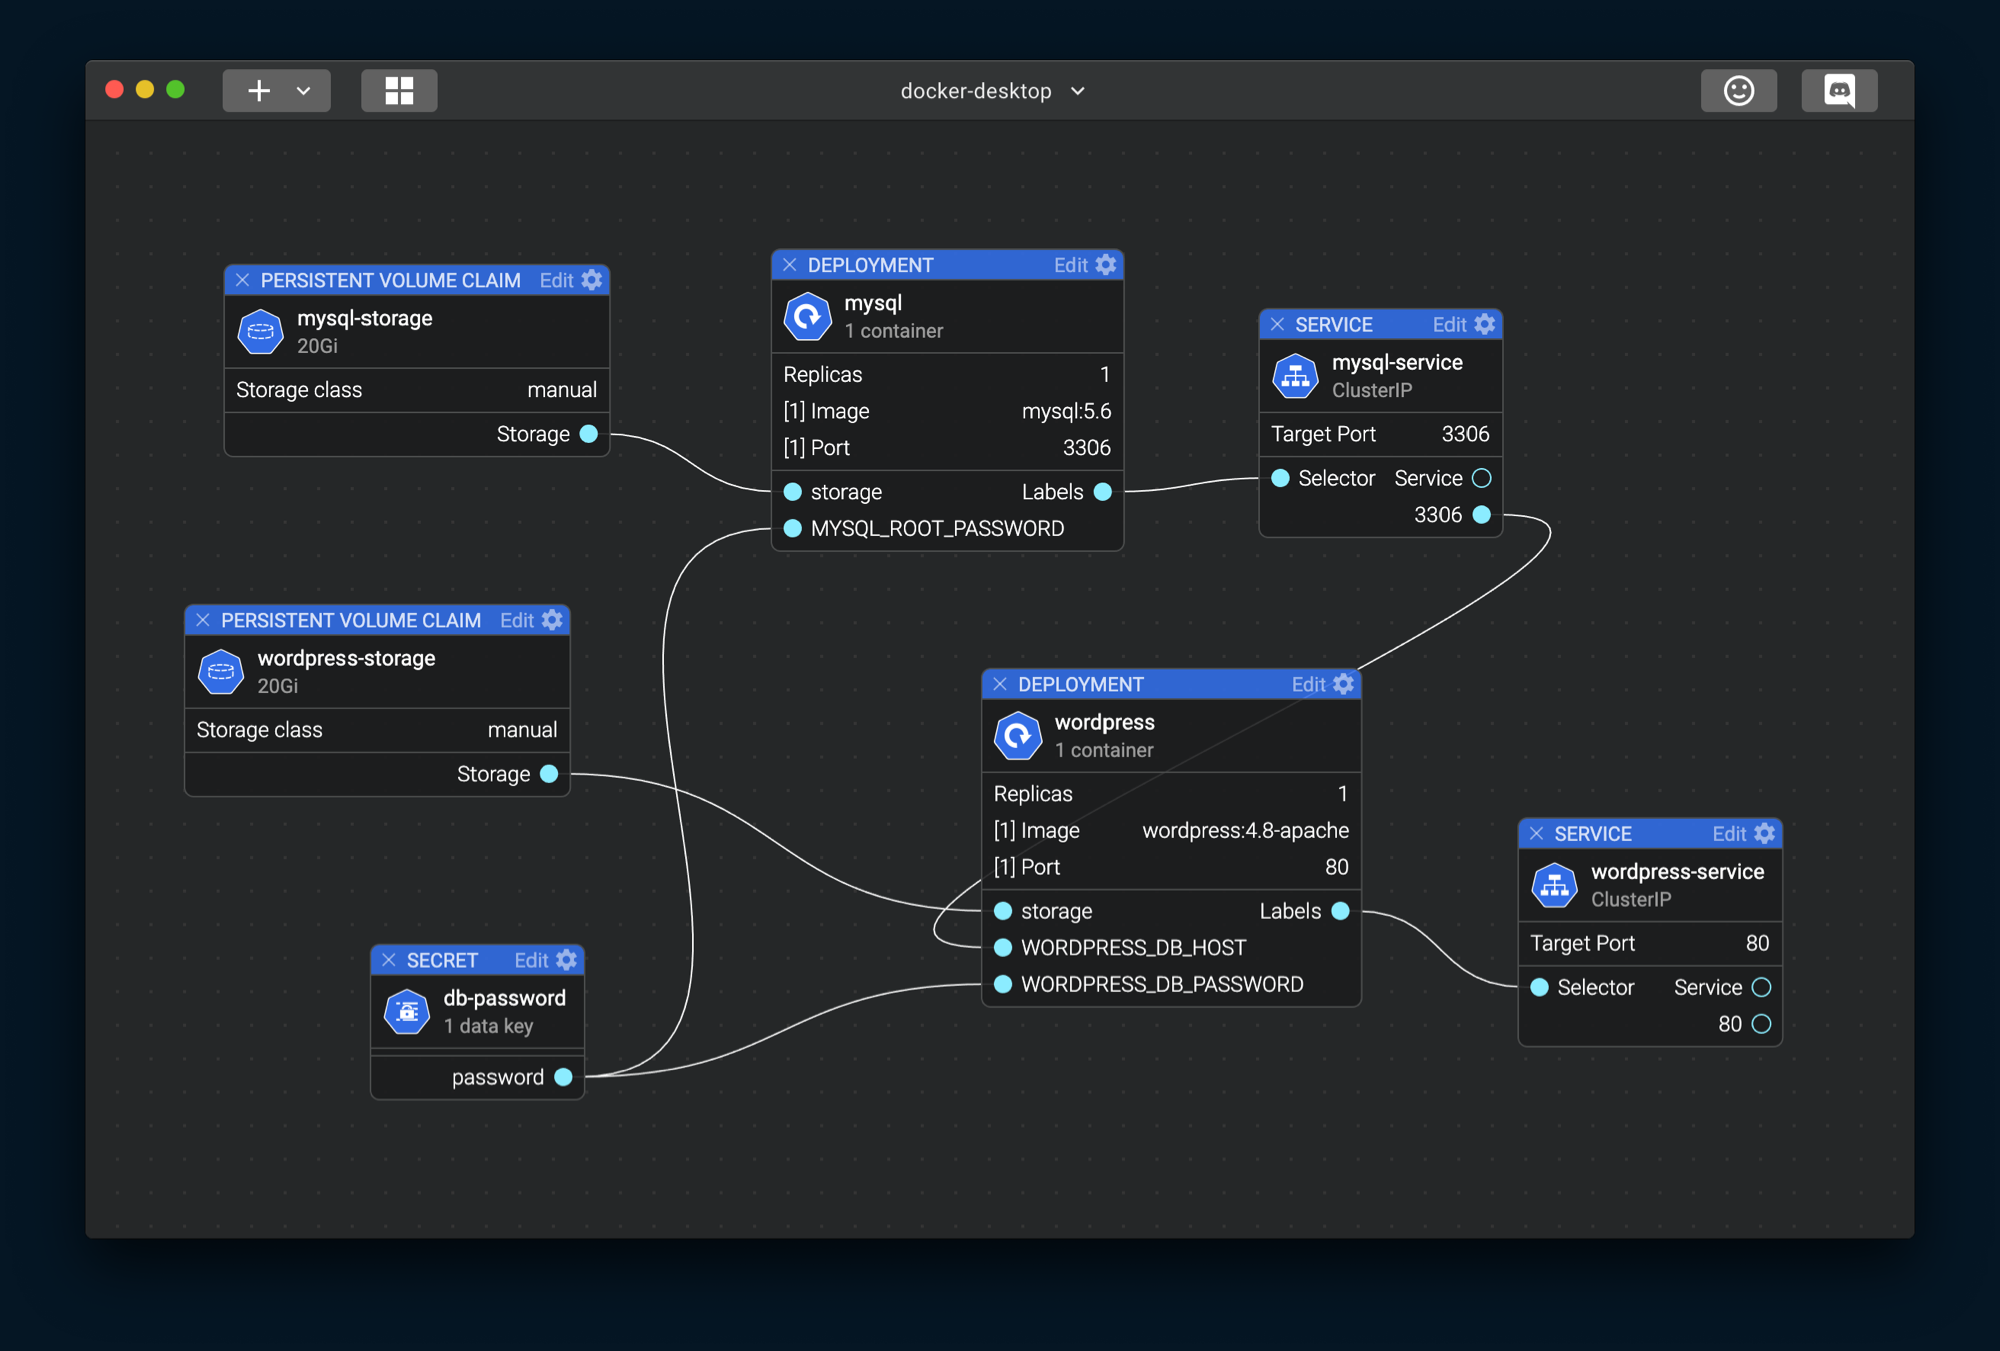 docker-desktop
PERSISTENT VOLUME CLAIM Edit
mysql-storage
20Gi
Storage class manual
Storage
DEPLOYMENT Edit
mysql
1 container
Replicas 1
[1] Image mysql:5.6
[1] Port 3306
storage Labels
MYSQL_ROOT_PASSWORD
SERVICE Edit
mysql-service
ClusterIP
Target Port 3306
Selector Service
3306
PERSISTENT VOLUME CLAIM Edit
wordpress-storage
20Gi
Storage class manual
Storage
DEPLOYMENT Edit
wordpress
1 container
Replicas 1
[1] Image wordpress:4.8-apache
[1] Port 80
storage Labels
WORDPRESS_DB_HOST
WORDPRESS_DB_PASSWORD
SERVICE Edit
wordpress-service
ClusterIP
Target Port 80
Selector Service
80
SECRET Edit
db-password
1 data key
password